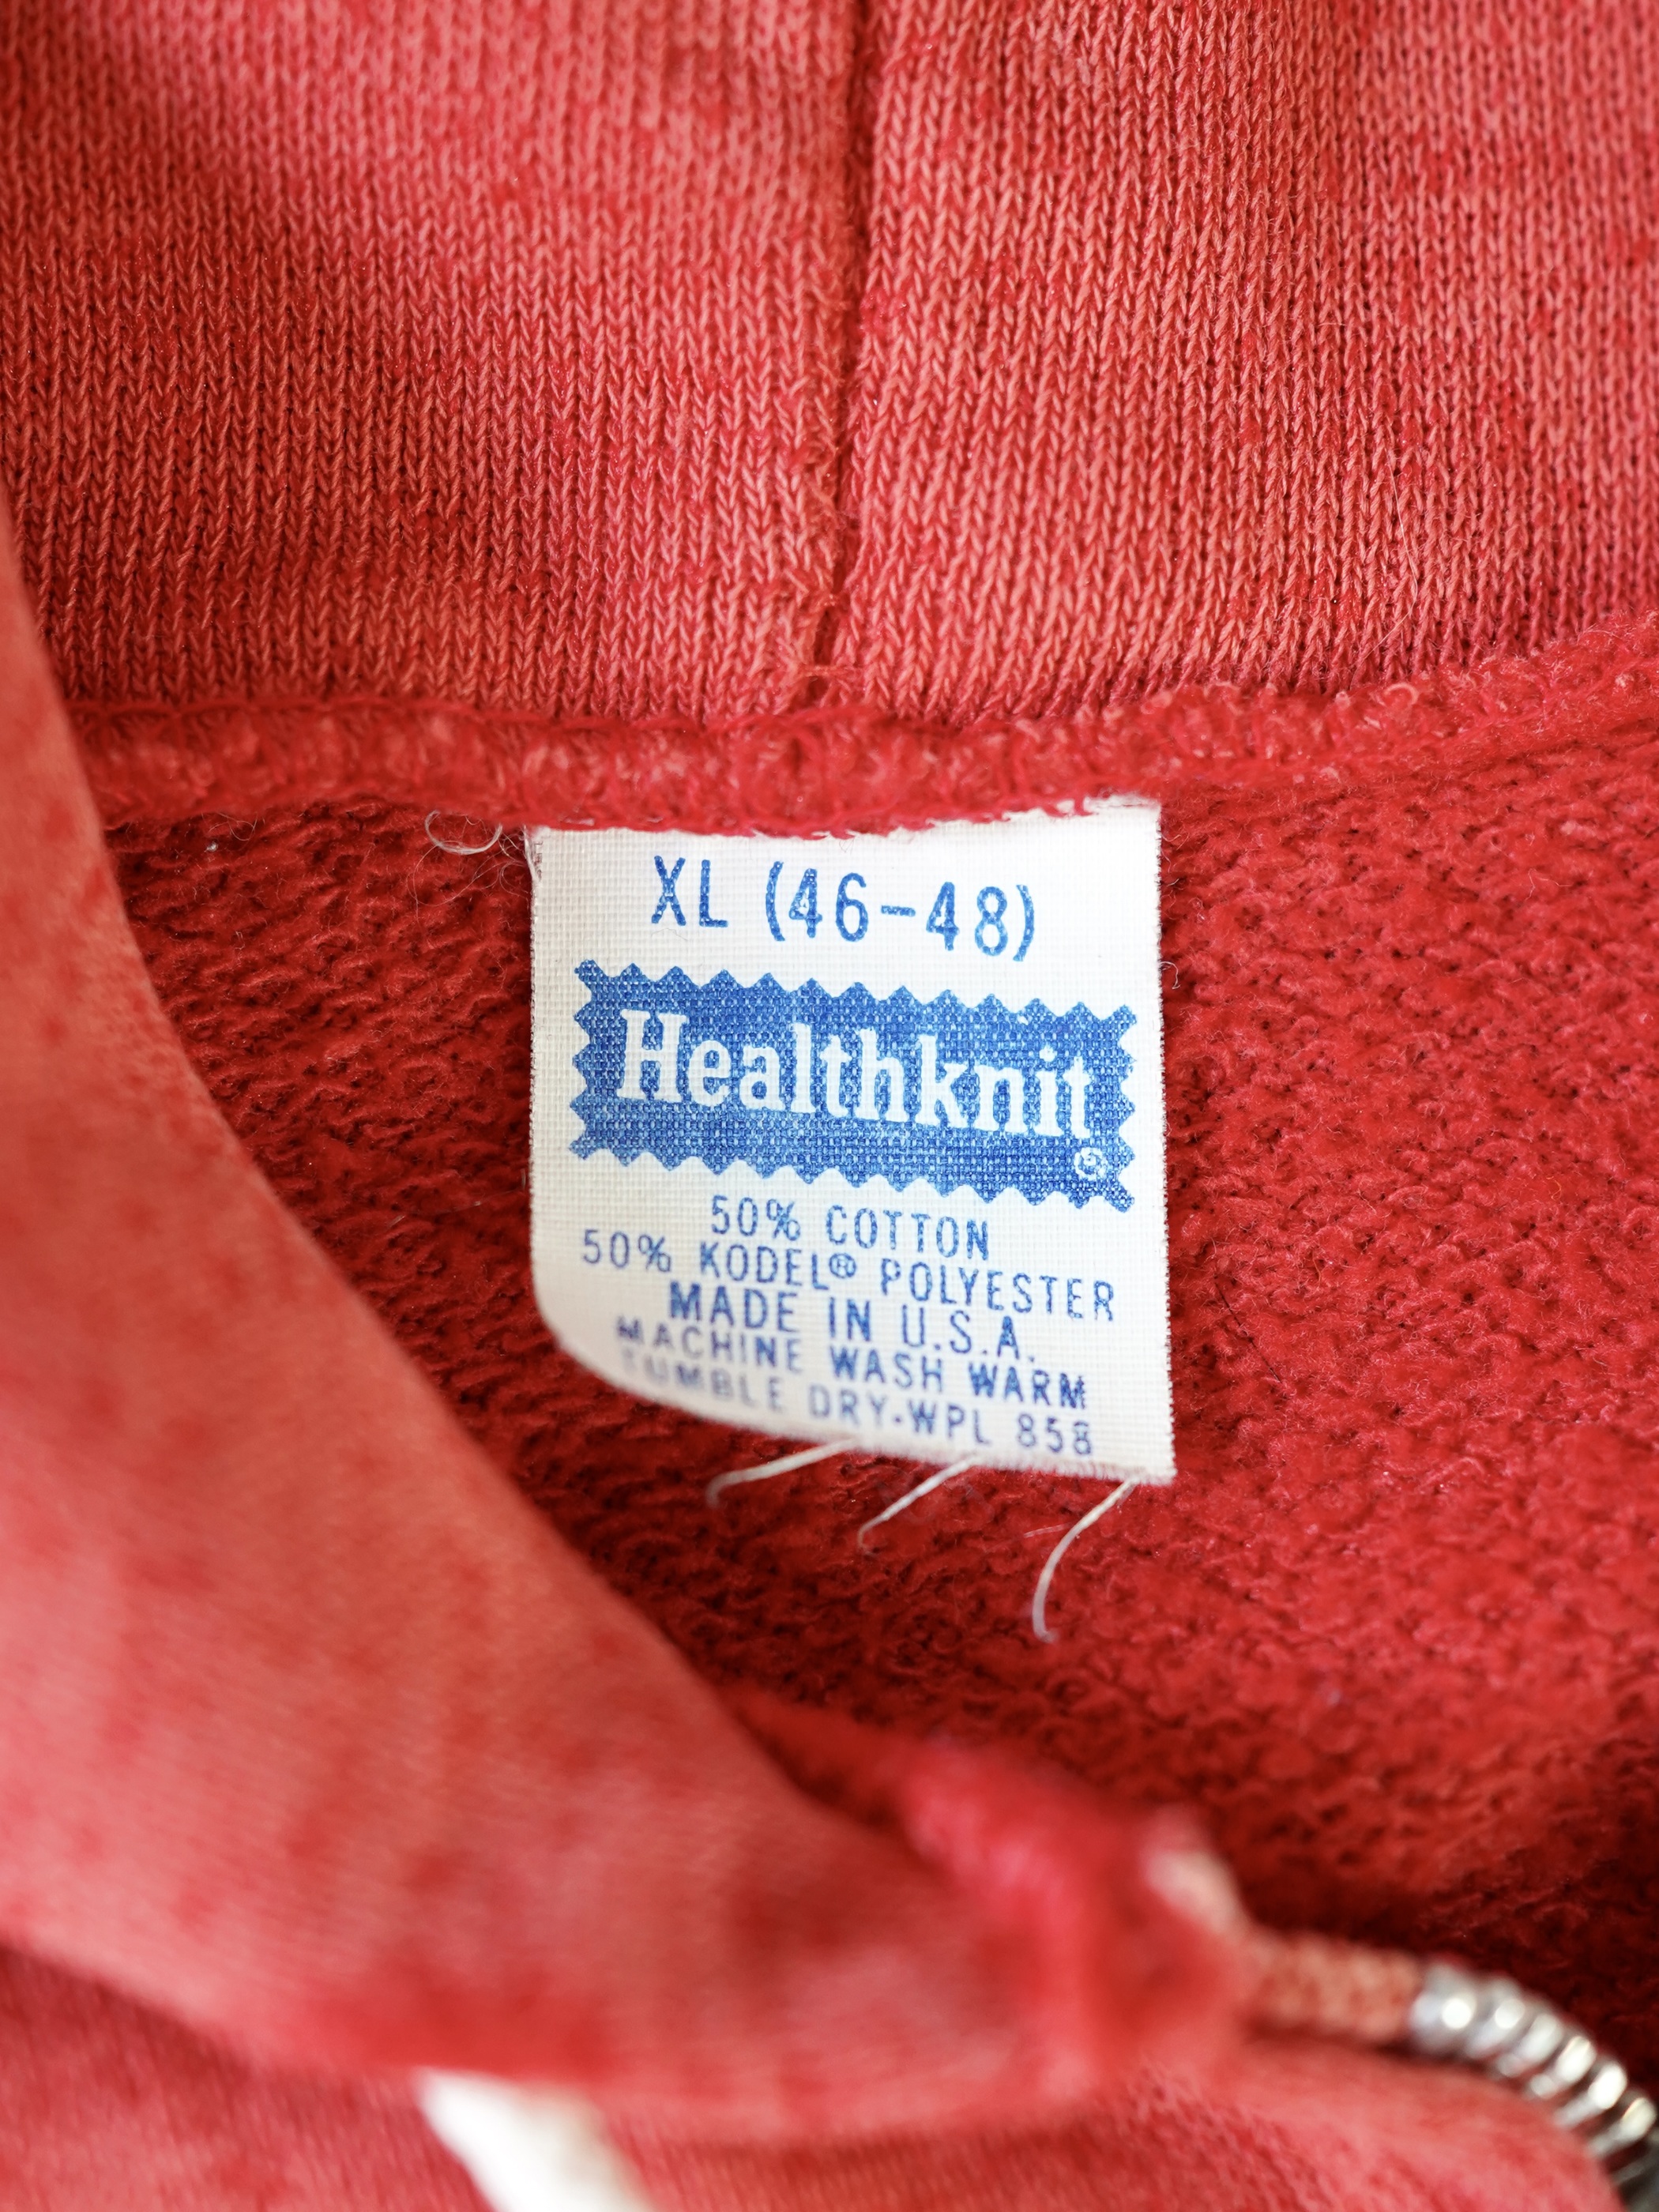 XL (46-48)
Healthknit®
50% COTTON
50% KODEL® POLYESTER
MADE IN U.S.A.
MACHINE WASH WARM
TUMBLE DRY-WPL 858